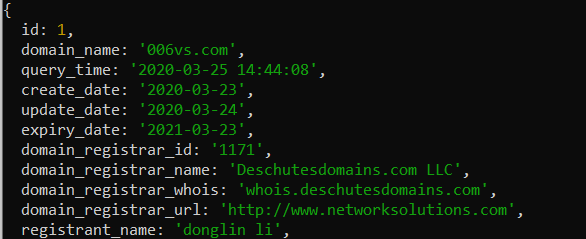 {
id: 1,
domain_name: '006vs.com',
query_time: '2020-03-25 14:44:08',
create_date: '2020-03-23',
update_date: '2020-03-24',
expiry_date: '2021-03-23',
domain_registrar_id: '1171',
domain_registrar_name: 'Deschutesdomains.com LLC',
domain_registrar_whois: 'whois.deschutesdomains.com',
domain_registrar_url: 'http://www.networksolutions.com',
registrant_name: 'donglin li',